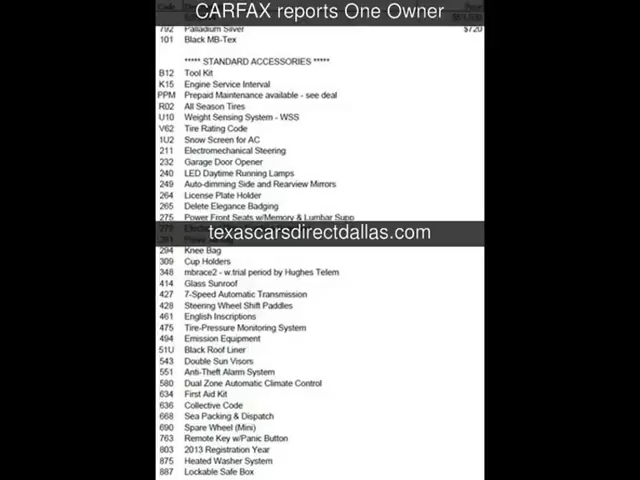 CARFAX reports One Owner
792 Palladium Silver $720
101 Black MB-Tex
***** STANDARD ACCESSORIES *****
B12 Tool Kit
K15 Engine Service Interval
PPM Prepaid Maintenance available - see deal
R02 All Season Tires
U10 Weight Sensing System - WSS
V62 Tire Rating Code
1U2 Snow Screen for AC
211 Electromechanical Steering
232 Garage Door Opener
240 LED Daytime Running Lamps
249 Auto-dimming Side and Rearview Mirrors
264 License Plate Holder
265 Delete Elegance Badging
275 Power Front Seats w/Memory & Lumbar Supp
texascarsdirectdallas.com
294 Knee Bag
309 Cup Holders
348 mbrace2 - w.trial period by Hughes Telem
414 Glass Sunroof
427 7-Speed Automatic Transmission
428 Steering Wheel Shift Paddles
461 English Inscriptions
475 Tire-Pressure Monitoring System
494 Emission Equipment
51U Black Roof Liner
543 Double Sun Visors
551 Anti-Theft Alarm System
580 Dual Zone Automatic Climate Control
634 First Aid Kit
636 Collective Code
668 Sea Packing & Dispatch
690 Spare Wheel (Mini)
763 Remote Key w/Panic Button
803 2013 Registration Year
875 Heated Washer System
887 Lockable Safe Box